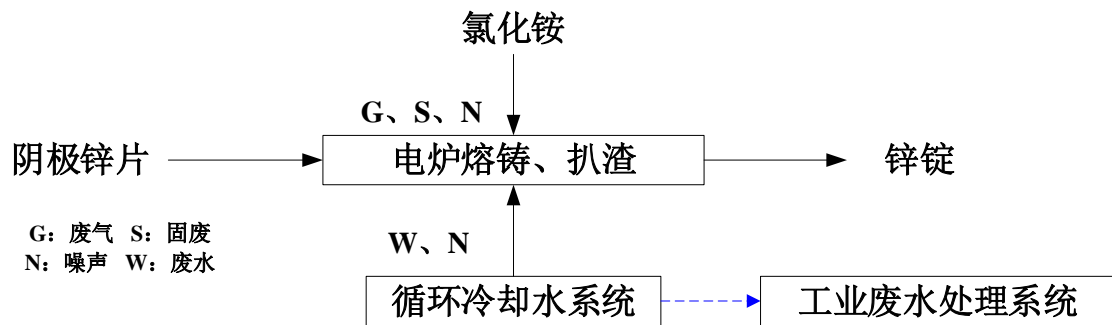 氯化铵
G、S、N
阴极锌片
电炉熔铸、扒渣
锌锭
G：废气 S：固废
N：噪声 W：废水
W、N
循环冷却水系统
工业废水处理系统